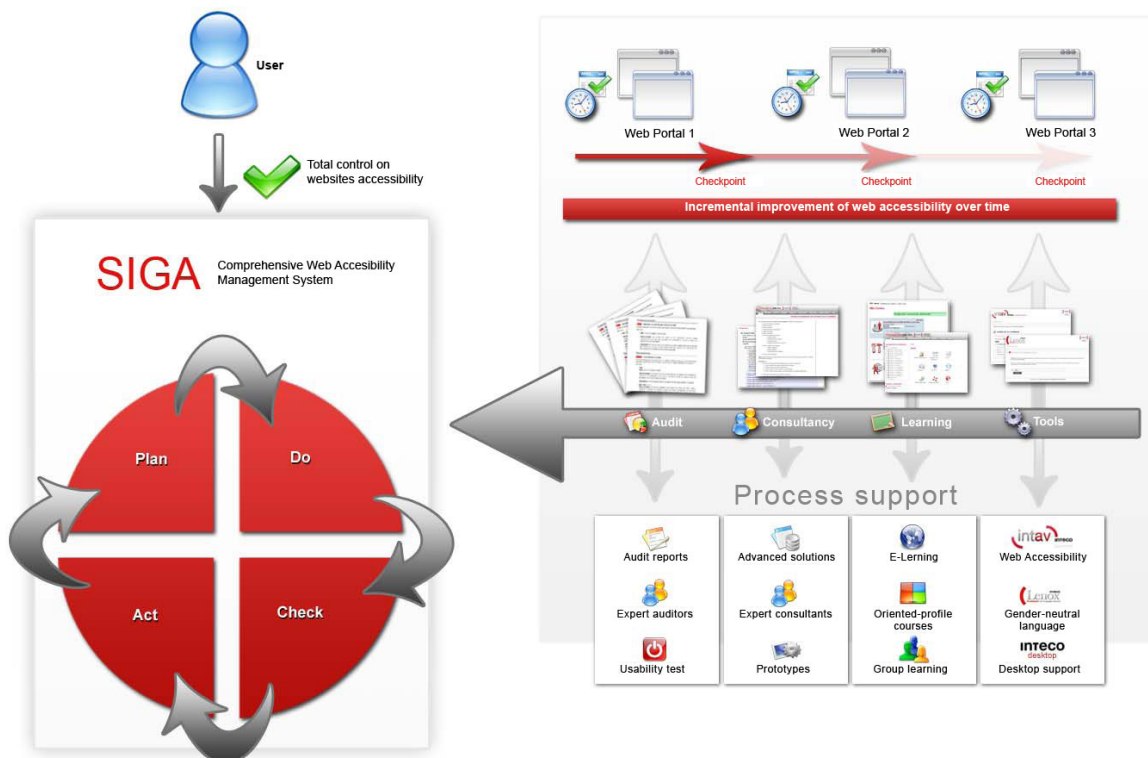 User
Total control on
websites accessibility
SIGA
Comprehensive Web Accesibility
Management System
Plan
Do
Act
Check
Web Portal 1
Web Portal 2
Web Portal 3
Checkpoint
Checkpoint
Checkpoint
Incremental improvement of web accessibility over time
Audit
Consultancy
Learning
Tools
Process support
Audit reports
Expert auditors
Usability test
Advanced solutions
Expert consultants
Prototypes
E-Lerning
Oriented-profile
courses
Group learning
intav inteco
Web Accessibility
Lenox
Gender-neutral
language
INTECO
desktop
Desktop support